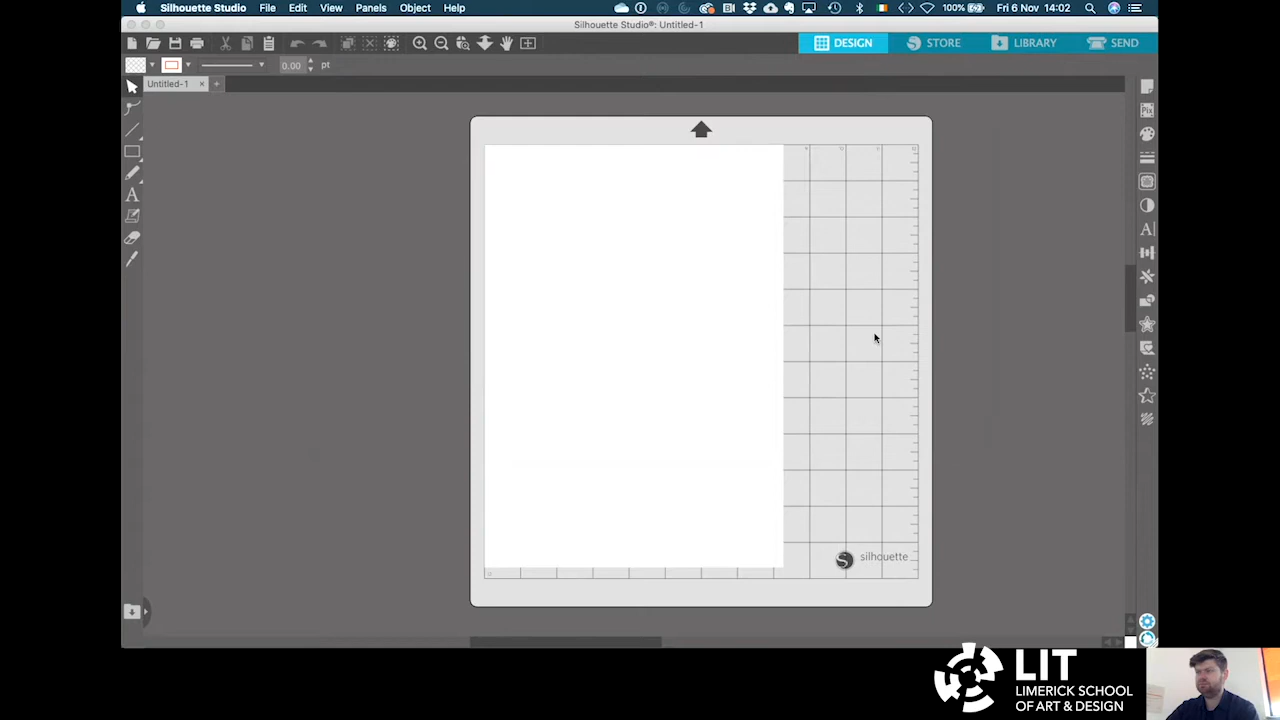 Silhouette Studio File Edit View Panels Object Help
100% Fri 6 Nov 14:02
Silhouette Studio®: Untitled-1
DESIGN STORE LIBRARY SEND
0.00 pt
Untitled-1 × +
silhouette
LIT
LIMERICK SCHOOL
OF ART & DESIGN